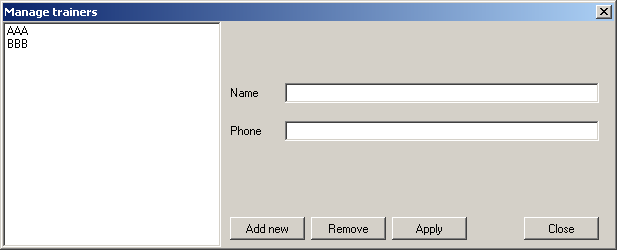 Manage trainers
AAA
BBB
Name
Phone
Add new Remove Apply Close